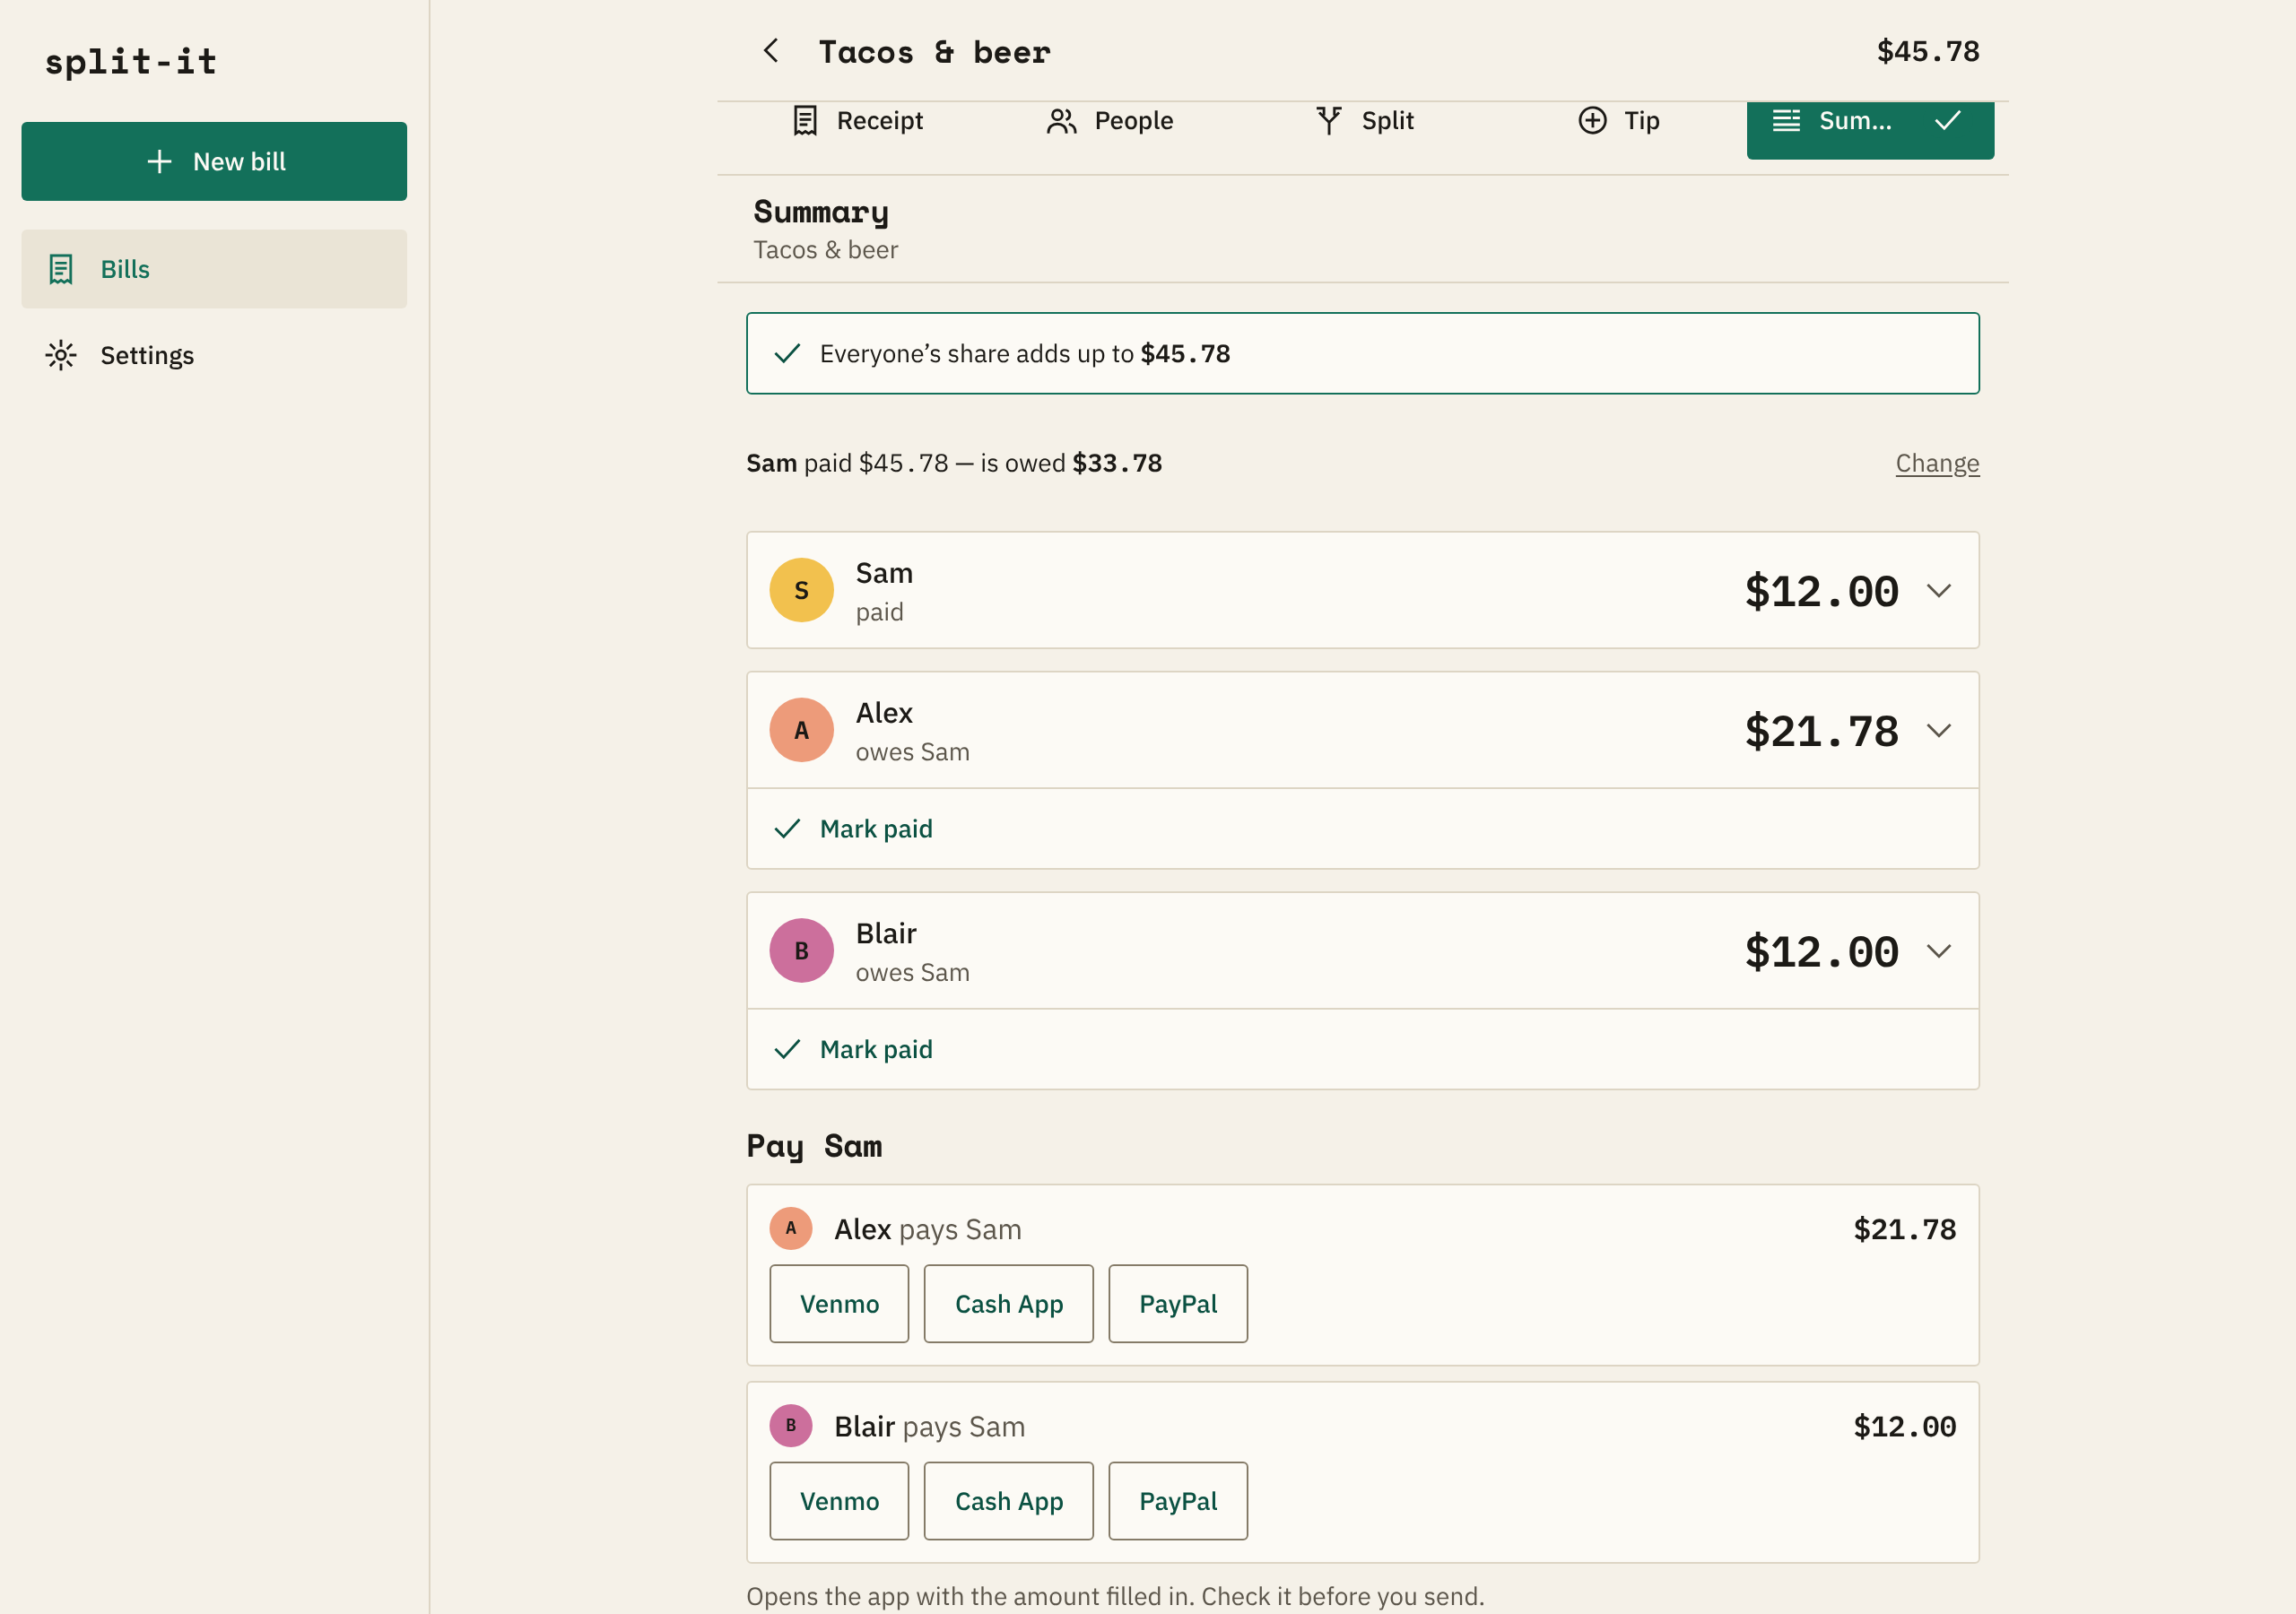 split-it
New bill
Bills
Settings
Tacos & beer
$45.78
Receipt
People
Split
Tip
Sum...
Summary
Tacos & beer
Everyone’s share adds up to $45.78
Sam paid $45.78 — is owed $33.78
Change
S
Sam
paid
$12.00
A
Alex
owes Sam
$21.78
Mark paid
B
Blair
owes Sam
$12.00
Mark paid
Pay Sam
A
Alex pays Sam
$21.78
Venmo
Cash App
PayPal
B
Blair pays Sam
$12.00
Venmo
Cash App
PayPal
Opens the app with the amount filled in. Check it before you send.